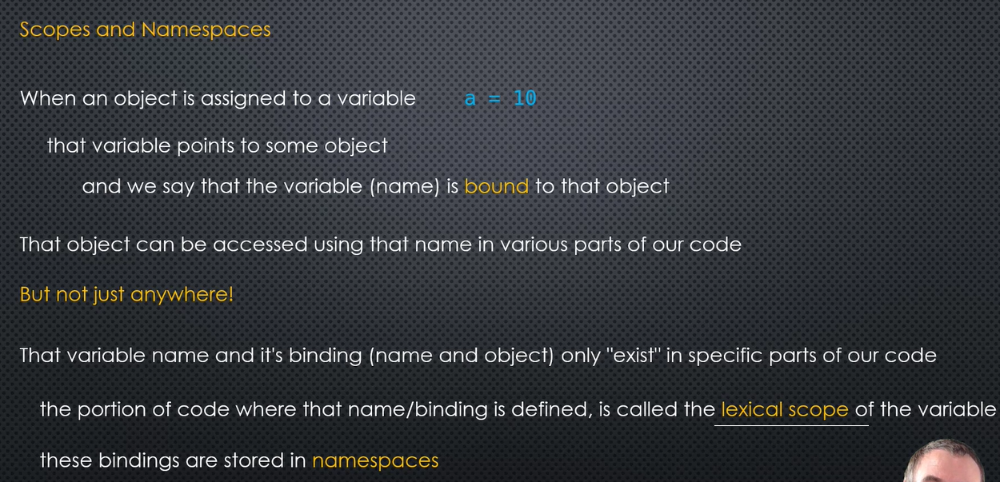 Scopes and Namespaces
When an object is assigned to a variable a = 10
that variable points to some object
and we say that the variable (name) is bound to that object
That object can be accessed using that name in various parts of our code
But not just anywhere!
That variable name and it's binding (name and object) only "exist" in specific parts of our code
the portion of code where that name/binding is defined, is called the lexical scope of the variable
these bindings are stored in namespaces